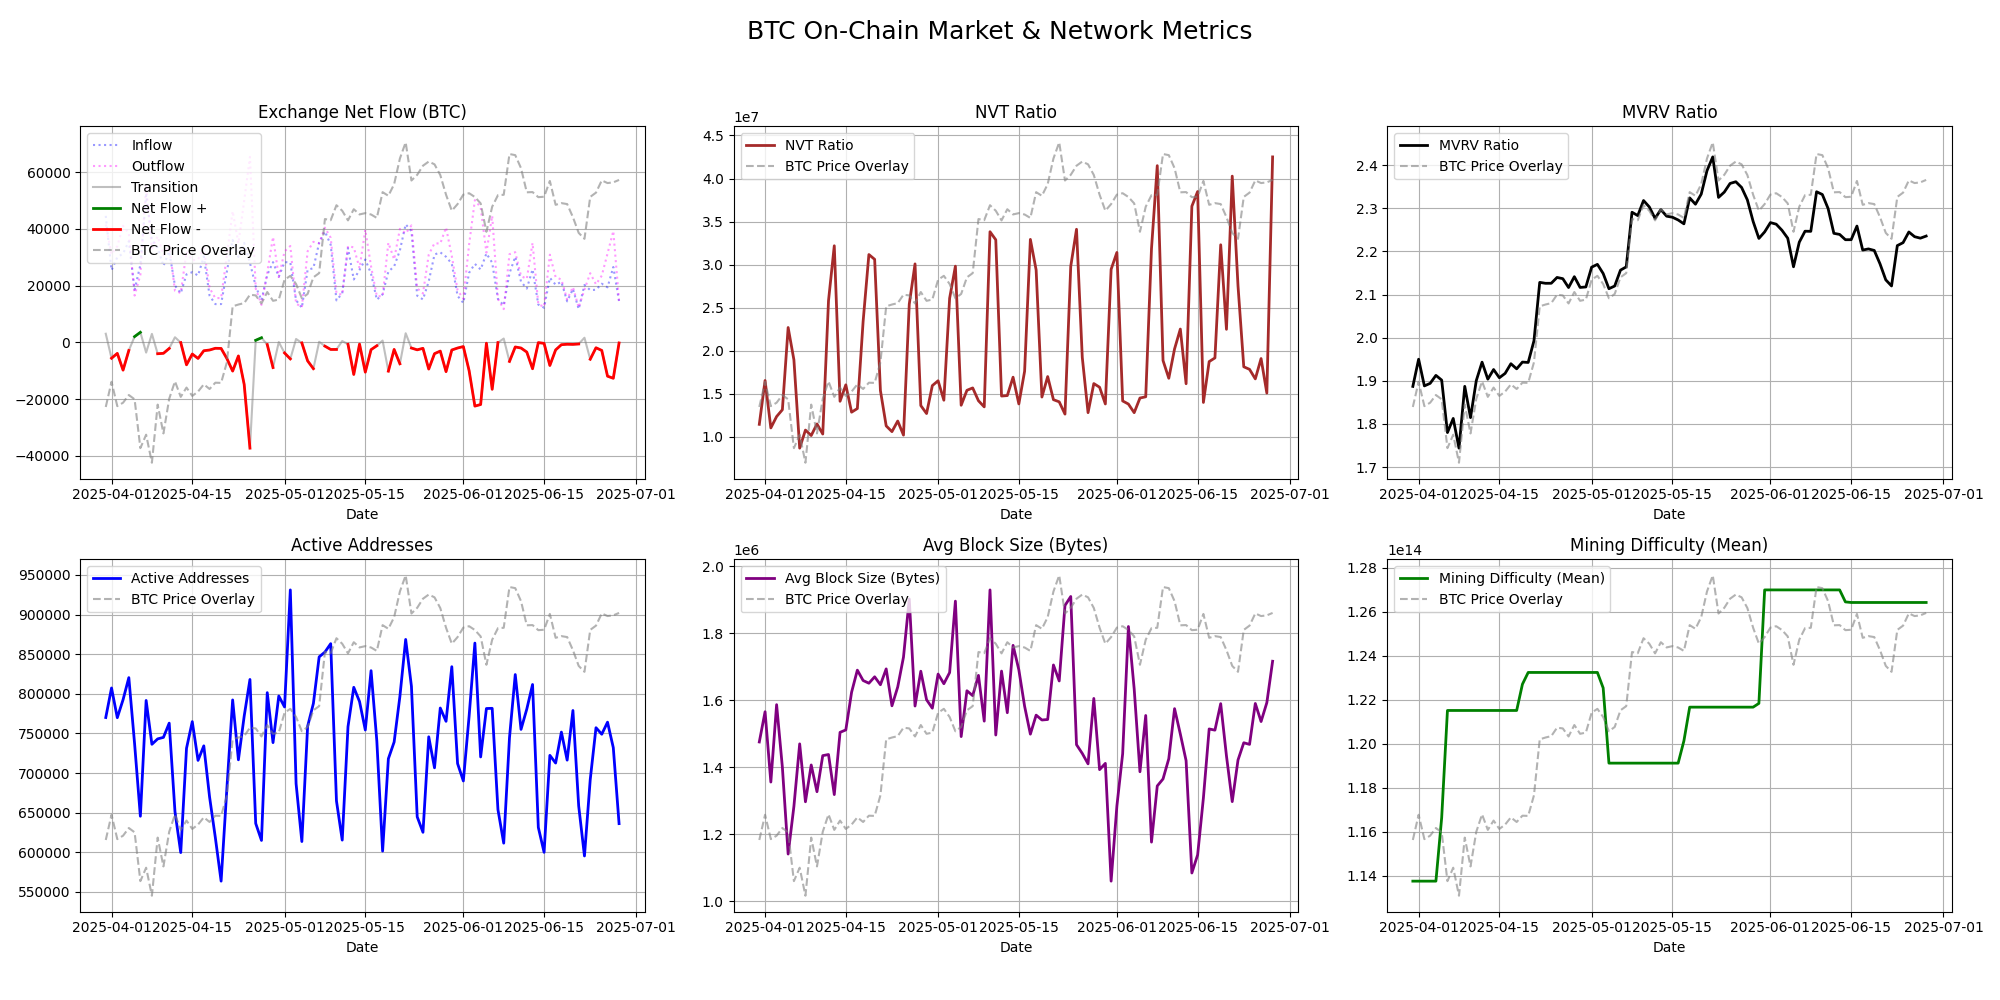 BTC On-Chain Market & Network Metrics
Exchange Net Flow (BTC)
Inflow
Outflow
Transition
Net Flow +
Net Flow -
BTC Price Overlay
60000
40000
20000
0
−20000
−40000
2025-04-01 2025-04-15 2025-05-01 2025-05-15 2025-06-01 2025-06-15 2025-07-01
Date
NVT Ratio
1e7
NVT Ratio
BTC Price Overlay
4.5
4.0
3.5
3.0
2.5
2.0
1.5
1.0
2025-04-01 2025-04-15 2025-05-01 2025-05-15 2025-06-01 2025-06-15 2025-07-01
Date
MVRV Ratio
MVRV Ratio
BTC Price Overlay
2.4
2.3
2.2
2.1
2.0
1.9
1.8
1.7
2025-04-01 2025-04-15 2025-05-01 2025-05-15 2025-06-01 2025-06-15 2025-07-01
Date
Active Addresses
Active Addresses
BTC Price Overlay
950000
900000
850000
800000
750000
700000
650000
600000
550000
2025-04-01 2025-04-15 2025-05-01 2025-05-15 2025-06-01 2025-06-15 2025-07-01
Date
Avg Block Size (Bytes)
1e6
Avg Block Size (Bytes)
BTC Price Overlay
2.0
1.8
1.6
1.4
1.2
1.0
2025-04-01 2025-04-15 2025-05-01 2025-05-15 2025-06-01 2025-06-15 2025-07-01
Date
Mining Difficulty (Mean)
1e14
Mining Difficulty (Mean)
BTC Price Overlay
1.28
1.26
1.24
1.22
1.20
1.18
1.16
1.14
2025-04-01 2025-04-15 2025-05-01 2025-05-15 2025-06-01 2025-06-15 2025-07-01
Date